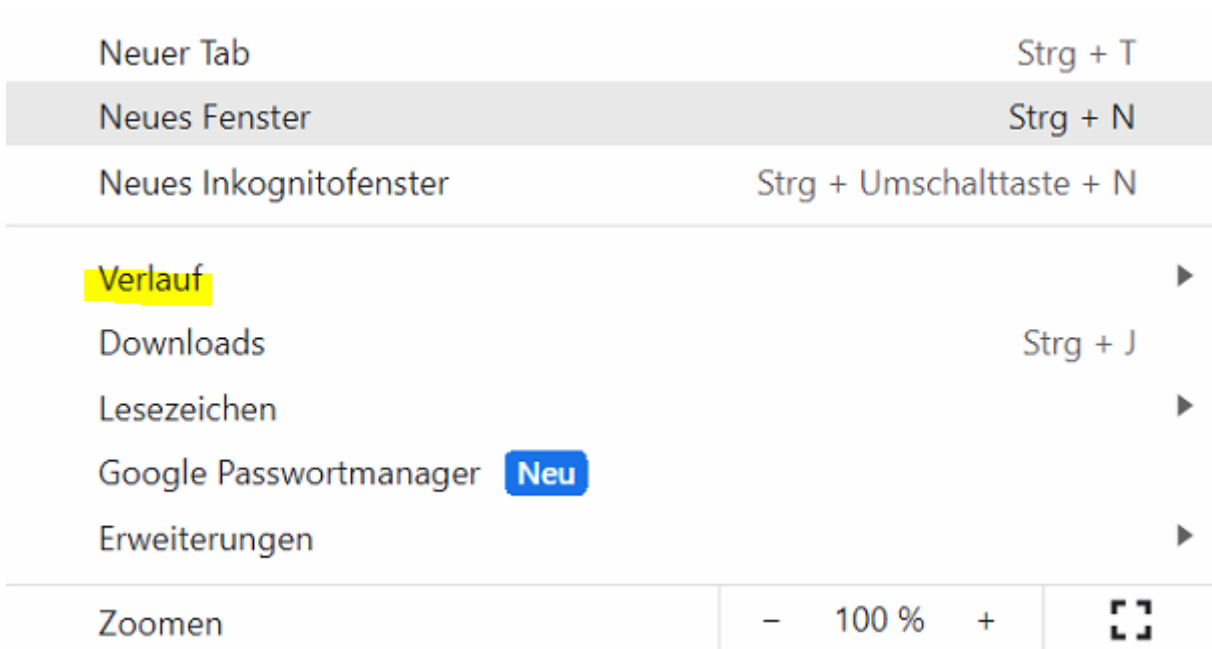 Neuer Tab Strg + T
Neues Fenster Strg + N
Neues Inkognitofenster Strg + Umschalttaste + N
Verlauf
Downloads Strg + J
Lesezeichen
Google Passwortmanager Neu
Erweiterungen
Zoomen − 100 % +